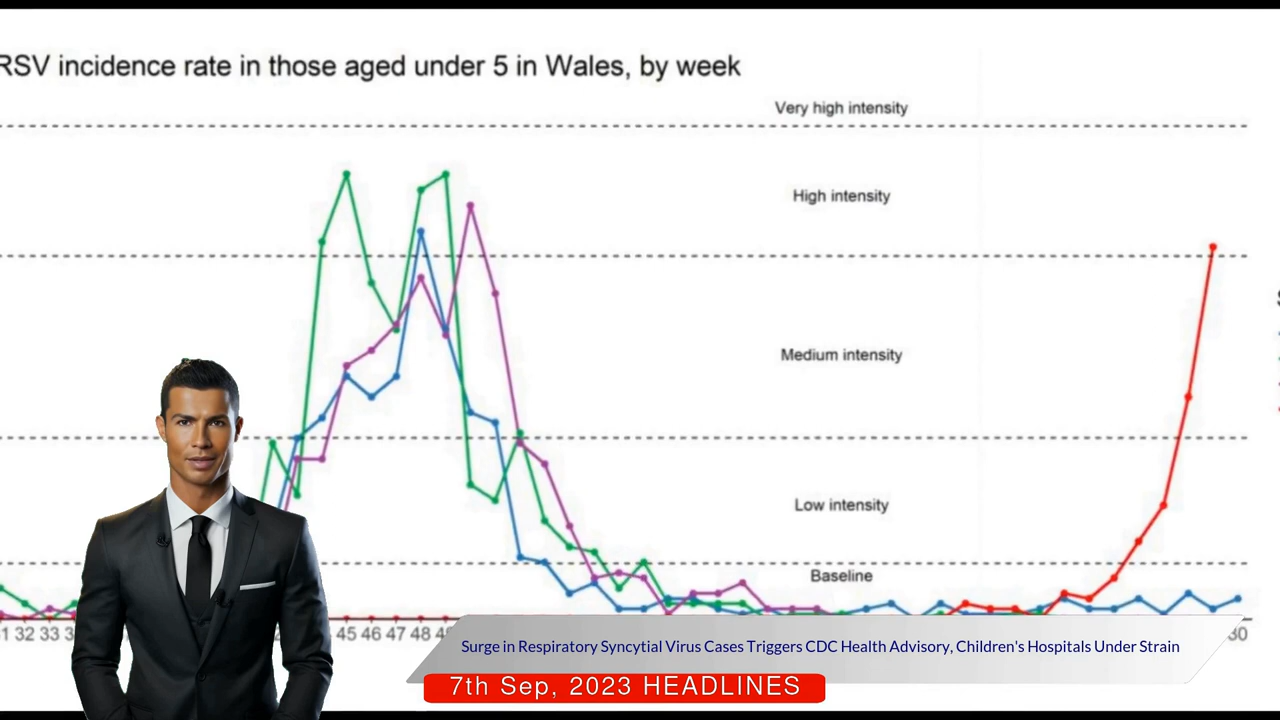 RSV incidence rate in those aged under 5 in Wales, by week
Very high intensity
High intensity
Medium intensity
Low intensity
Baseline
32 33
45 46 47 48
Surge in Respiratory Syncytial Virus Cases Triggers CDC Health Advisory, Children's Hospitals Under Strain
7th Sep, 2023 HEADLINES